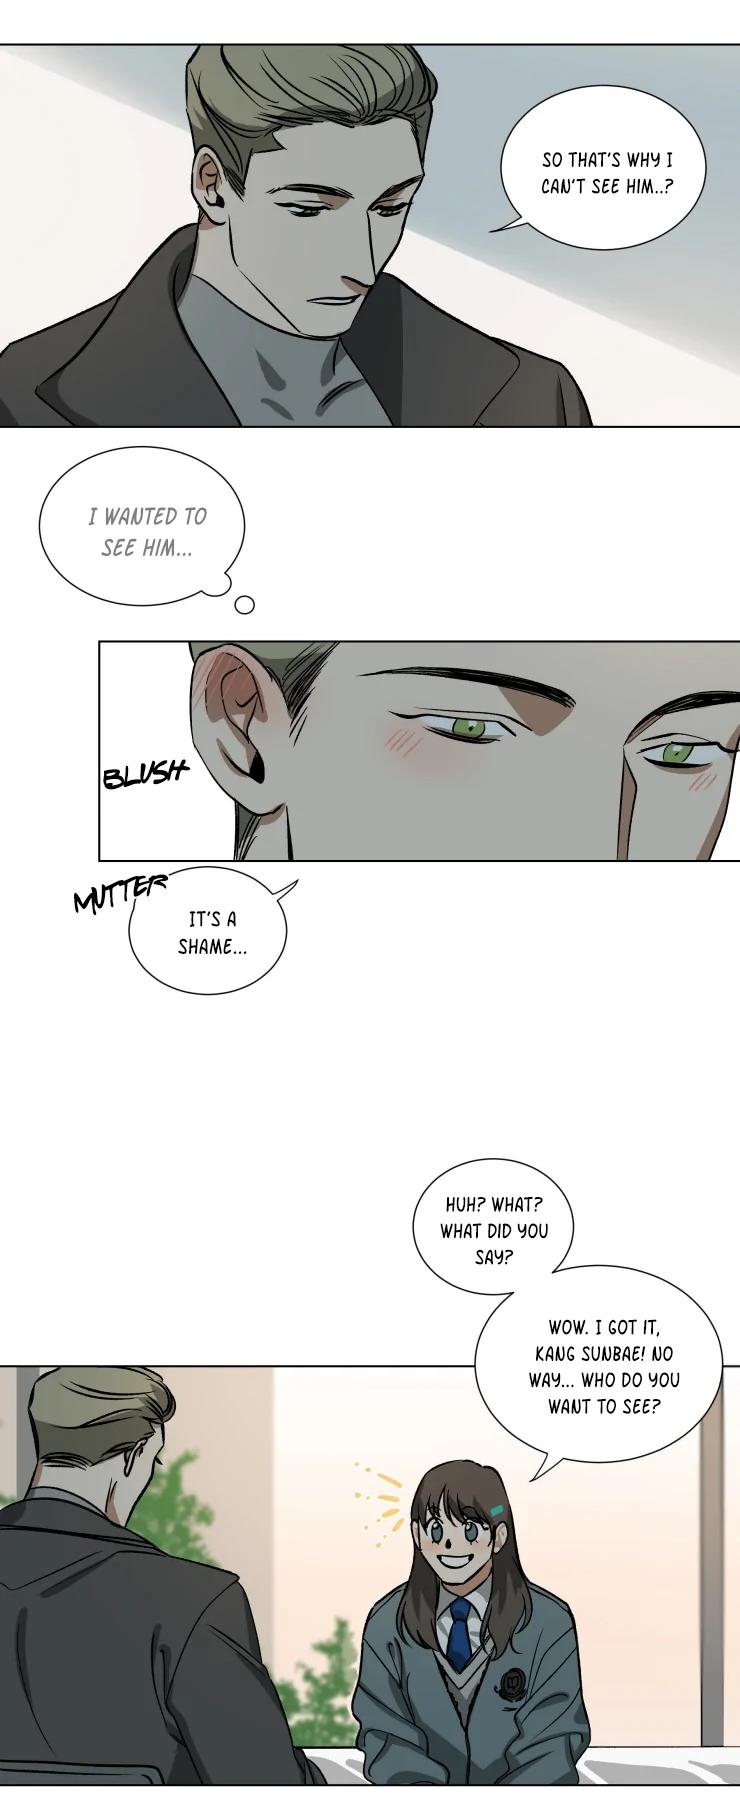 SO THAT'S WHY I
CAN'T SEE HIM..?
I WANTED TO
SEE HIM...
BLUSH
MUTTER
IT'S A
SHAME...
HUH? WHAT?
WHAT DID YOU
SAY?
WOW. I GOT IT,
KANG SUNBAE! NO
WAY... WHO DO YOU
WANT TO SEE?